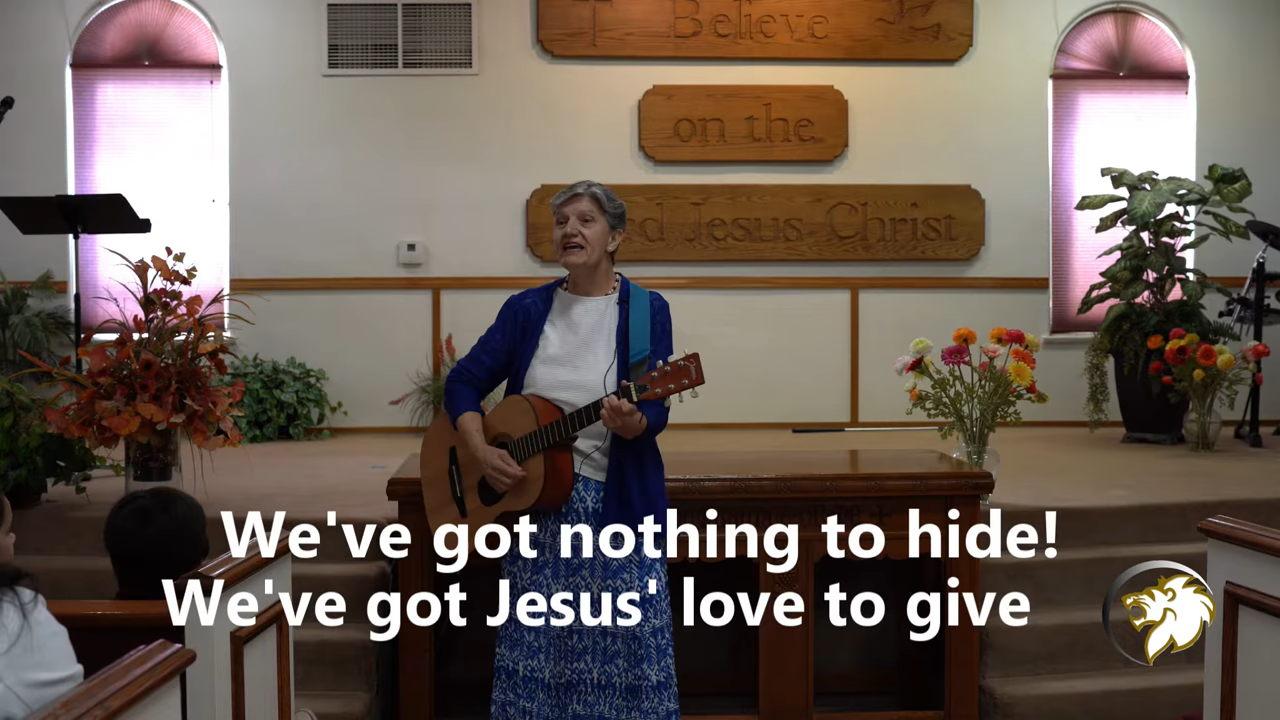 Believe
on the
Jesus Christ
We've got nothing to hide!
We've got Jesus' love to give